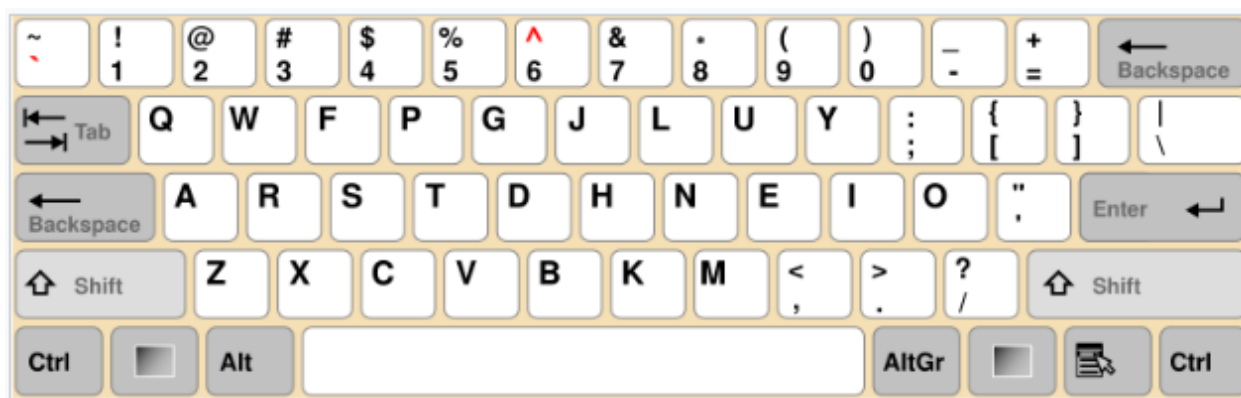 ~ ! @ # $ % ^ & * ( ) _ +
` 1 2 3 4 5 6 7 8 9 0 - = Backspace
Tab Q W F P G J L U Y : { } |
; [ ] \
Backspace A R S T D H N E I O " Enter
'
Shift Z X C V B K M < > ? Shift
, . /
Ctrl Alt AltGr Ctrl